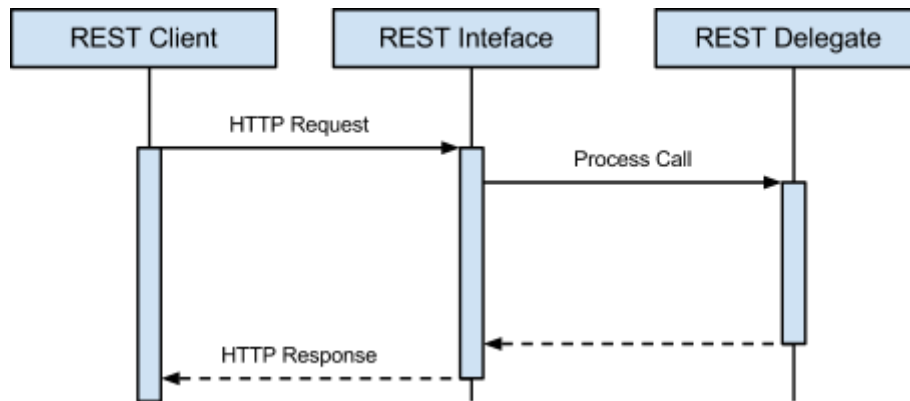 REST Client
REST Inteface
REST Delegate
HTTP Request
Process Call
HTTP Response